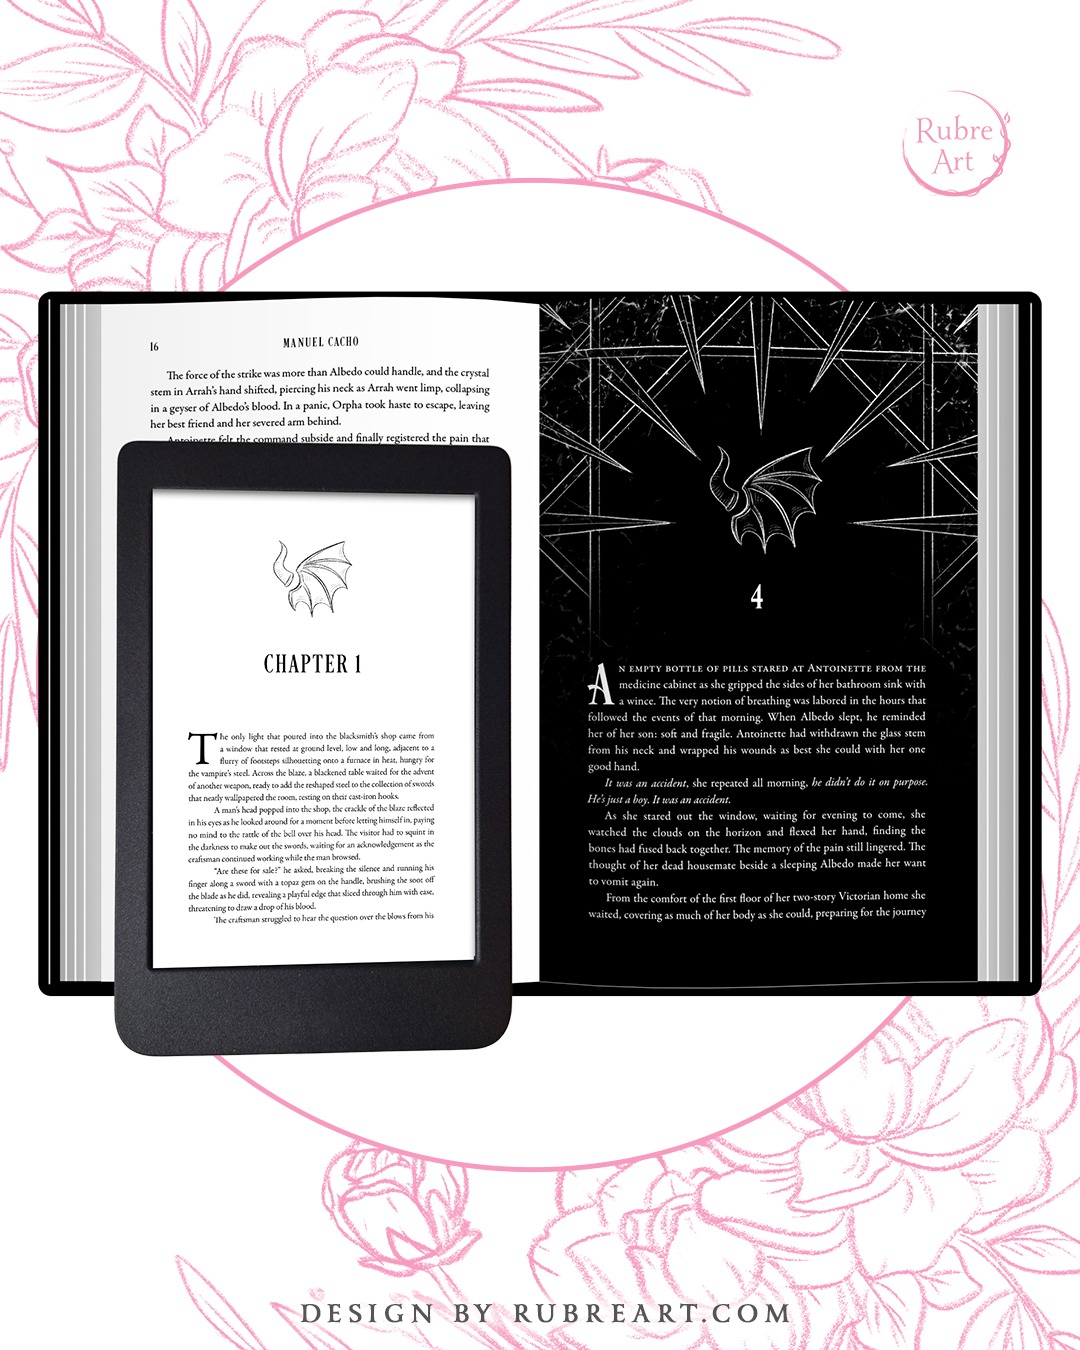 Rubre
Art
16
MANUEL CACHO
The force of the strike was more than Albedo could handle, and the crystal
stem in Arrah's hand shifted, piercing his neck as Arrah went limp, collapsing
in a geyser of Albedo's blood. In a panic, Orpha took haste to escape, leaving
her best friend and her severed arm behind.
Antoinette felt the command subside and finally registered the pain that
CHAPTER 1
The only light that poured into the blacksmith's shop came from
a window that rested at ground level, low and long, adjacent to a
flurry of footsteps silhouetting onto a furnace in heat, hungry for
the vampire's steel. Across the blaze, a blackened table waited for the advent
of another weapon, ready to add the reshaped steel to the collection of swords
that neatly wallpapered the room, resting on their cast-iron hooks.
A man's head popped into the shop, the crackle of the blaze reflected
in his eyes as he looked around for a moment before letting himself in, paying
no mind to the rattle of the bell over his head. The visitor had to squint in
the darkness to make out the swords, waiting for an acknowledgement as the
craftsman continued working while the man browsed.
"Are these for sale?" he asked, breaking the silence and running his
finger along a sword with a topaz gem on the handle, brushing the soot off
the blade as he did, revealing a playful edge that sliced through him with ease,
threatening to draw a drop of his blood.
The craftsman struggled to hear the question over the blows from his
4
AN EMPTY BOTTLE OF PILLS STARED AT ANTOINETTE FROM THE
medicine cabinet as she gripped the sides of her bathroom sink with
a wince. The very notion of breathing was labored in the hours that
followed the events of that morning. When Albedo slept, he reminded
her of her son: soft and fragile. Antoinette had withdrawn the glass stem
from his neck and wrapped his wounds as best she could with her one
good hand.
It was an accident, she repeated all morning, he didn't do it on purpose.
He's just a boy. It was an accident.
As she stared out the window, waiting for evening to come, she
watched the clouds on the horizon and flexed her hand, finding the
bones had fused back together. The memory of the pain still lingered. The
thought of her dead housemate beside a sleeping Albedo made her want
to vomit again.
From the comfort of the first floor of her two-story Victorian home she
waited, covering as much of her body as she could, preparing for the journey
DESIGN BY RUBREART.COM